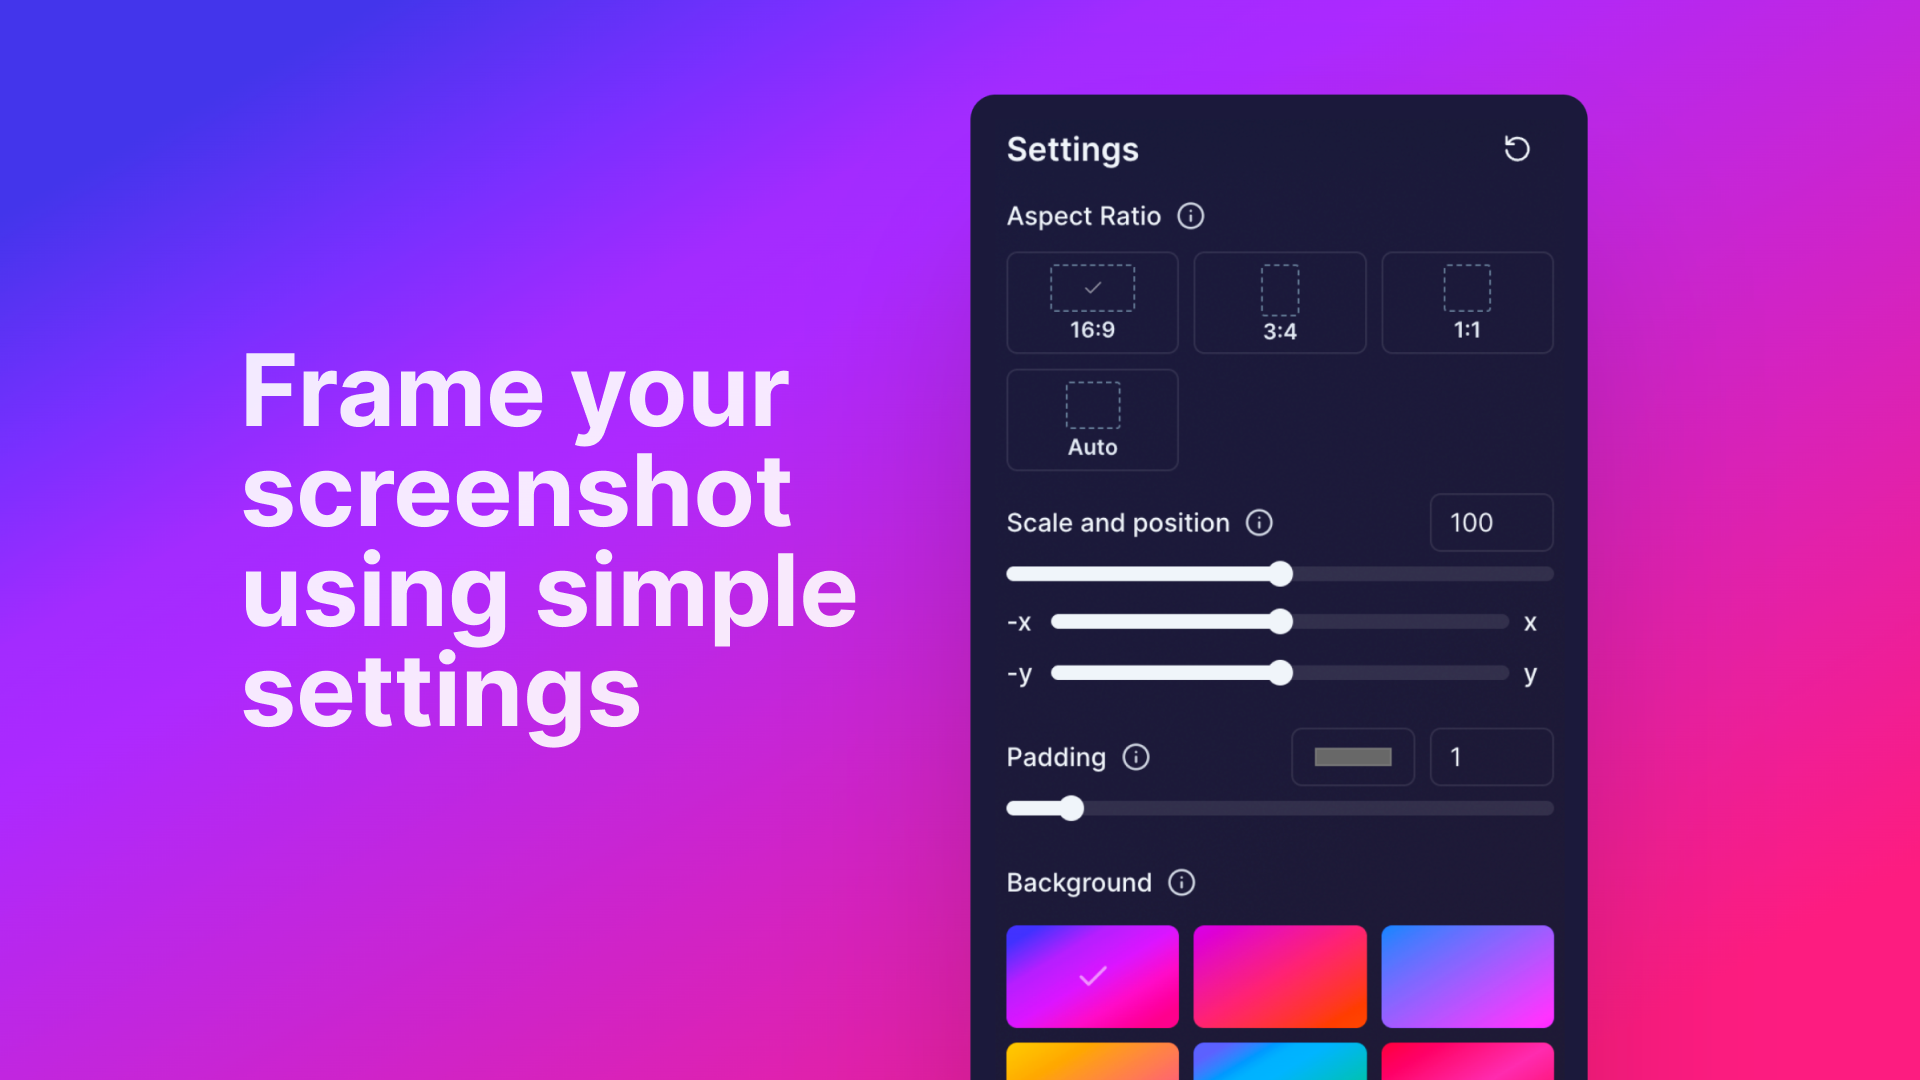 Frame your
screenshot
using simple
settings
Settings
Aspect Ratio
16:9
3:4
1:1
Auto
Scale and position
100
-x
x
-y
y
Padding
1
Background